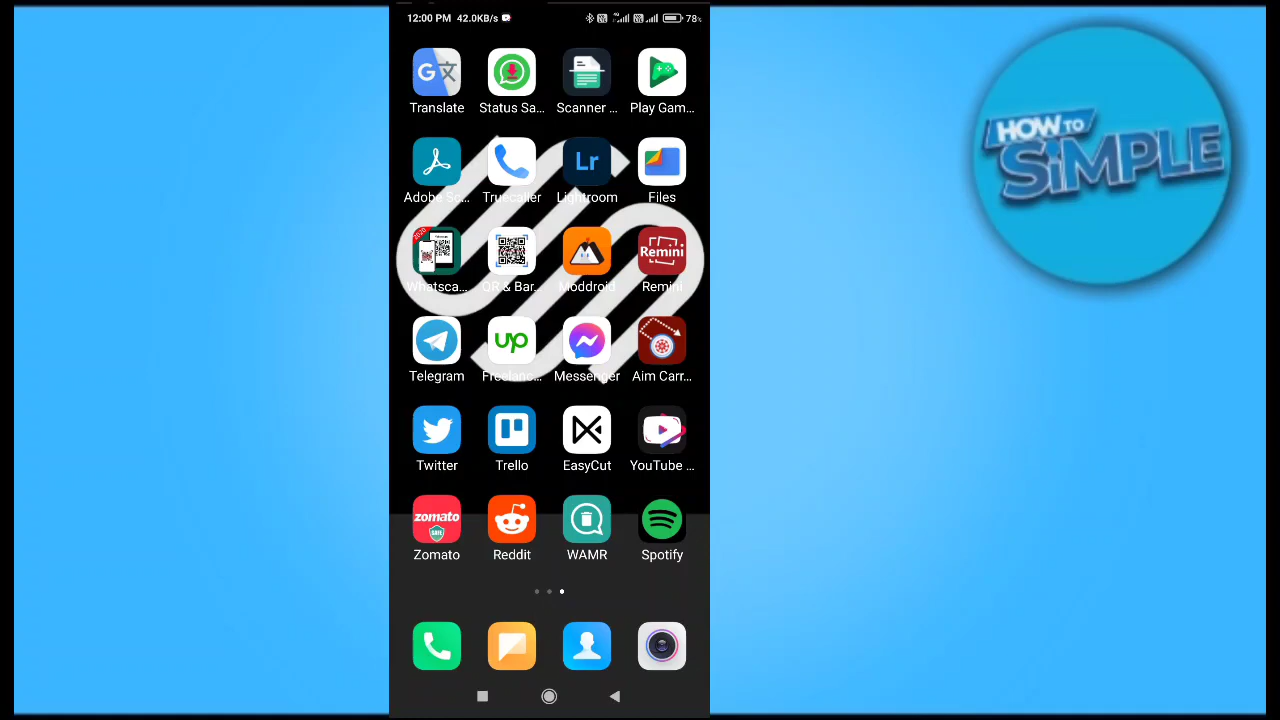 12:00 PM 42.0KB/s 78%
HOW TO
SiMPLE
Translate Status Sa... Scanner ... Play Gam...
Lr
Adobe Sc... Truecaller Lightroom Files
2020 Remini
Whatsca... QR & Bar... Moddroid Remini
up
Telegram Freelanc... Messenger Aim Carr...
Twitter Trello EasyCut YouTube ...
zomato
SAFE
Zomato Reddit WAMR Spotify